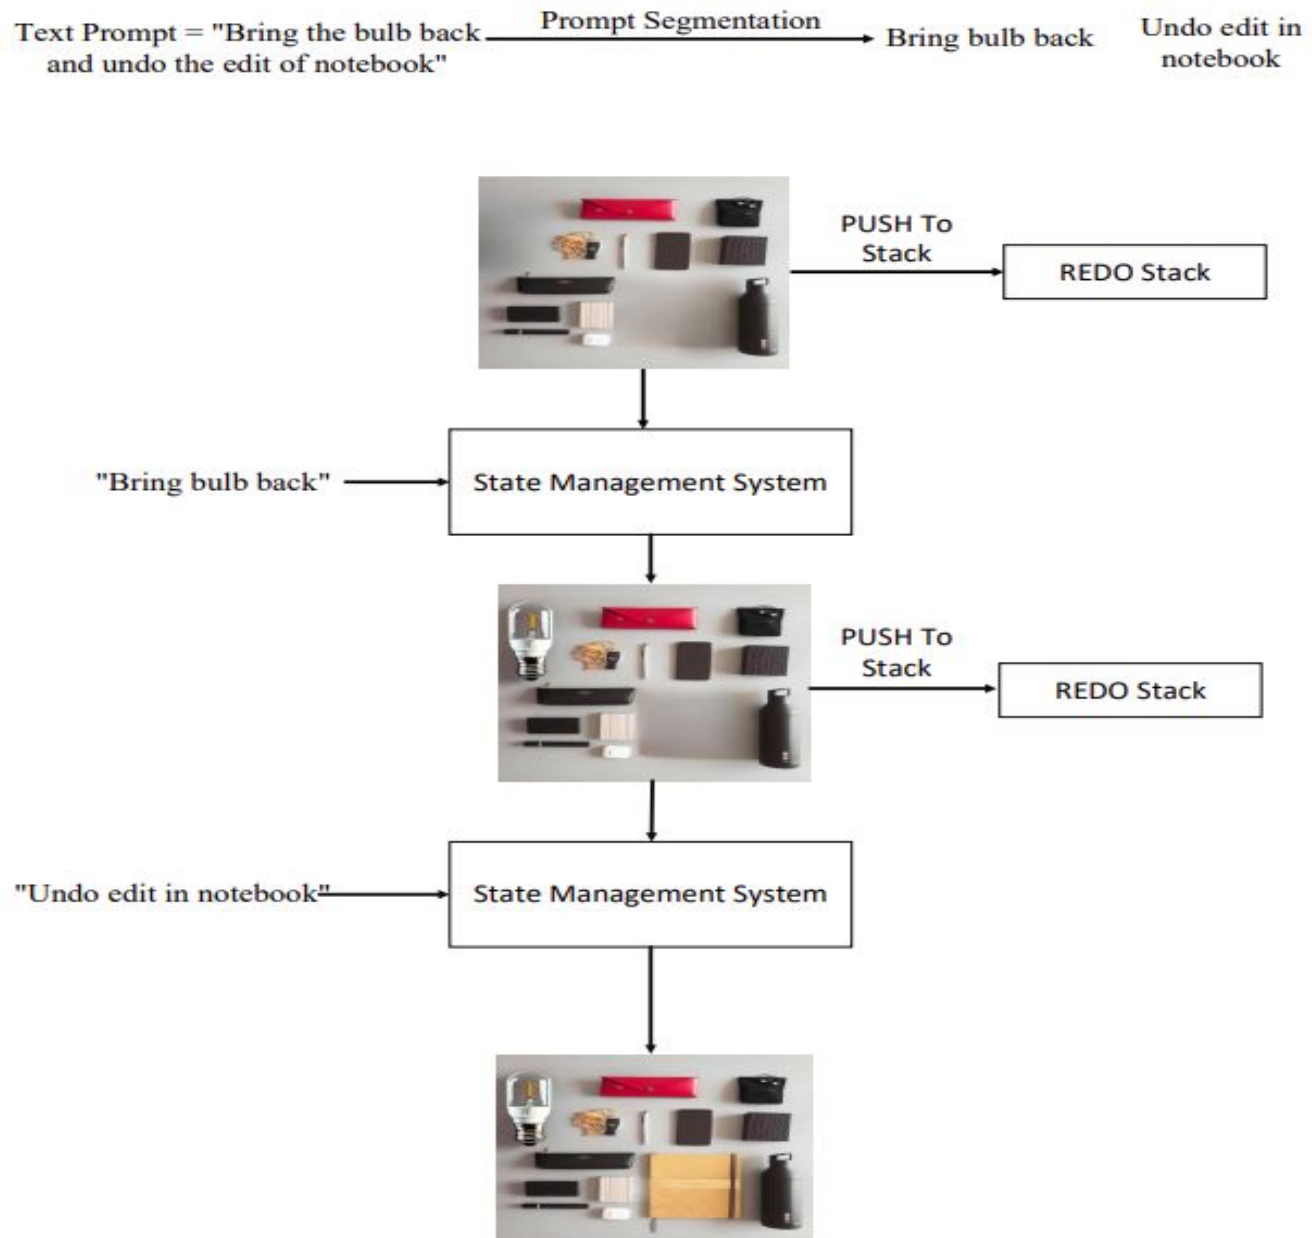 Text Prompt = "Bring the bulb back
and undo the edit of notebook"
Prompt Segmentation
Bring bulb back
Undo edit in
notebook
PUSH To
Stack
REDO Stack
"Bring bulb back"
State Management System
PUSH To
Stack
REDO Stack
"Undo edit in notebook"
State Management System